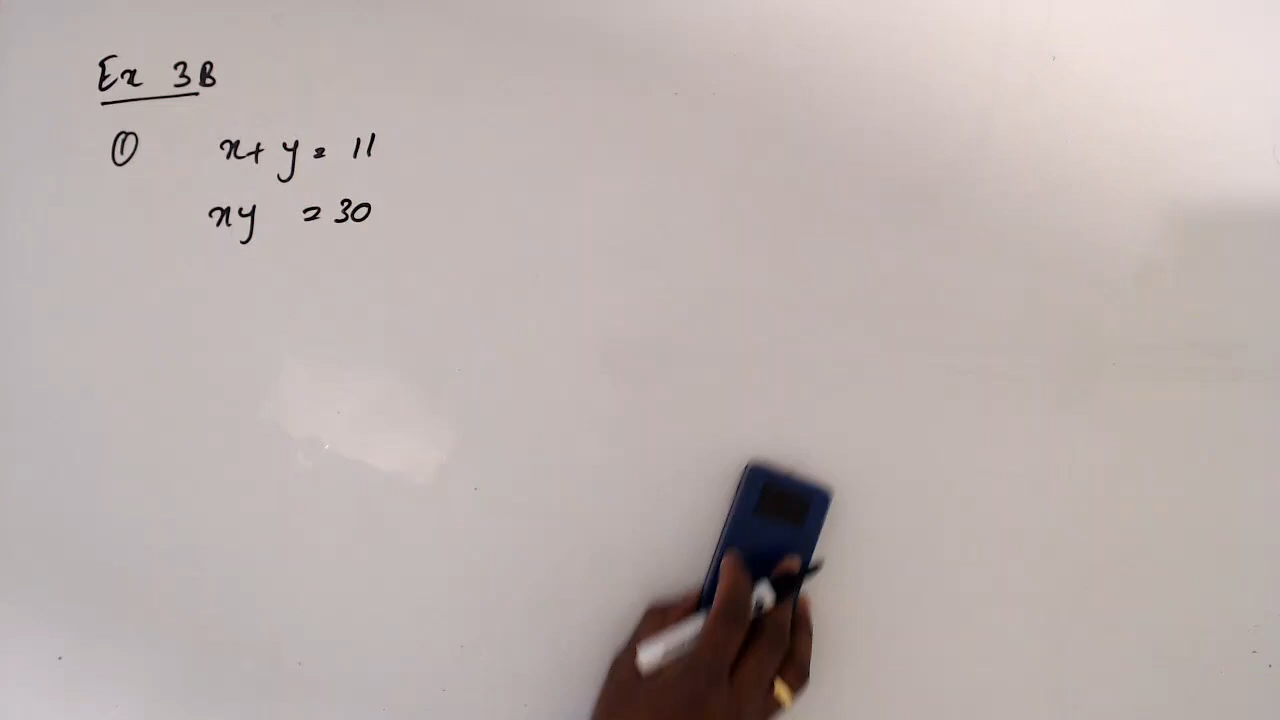 Ex 3B
① x + y = 11
xy = 30